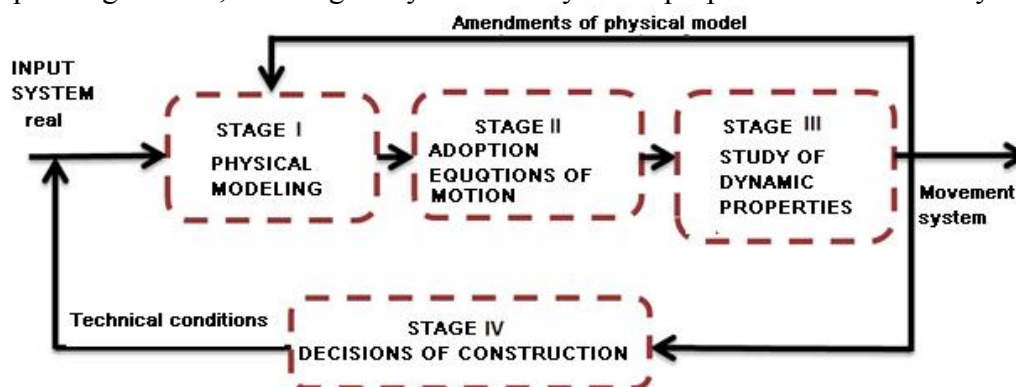 Amendments of physical model
INPUT
SYSTEM
real
STAGE I
PHYSICAL
MODELING
STAGE II
ADOPTION
EQUQTIONS OF
MOTION
STAGE III
STUDY OF
DYNAMIC
PROPERTIES
Movement
system
Technical conditions
STAGE IV
DECISIONS OF CONSTRUCTION